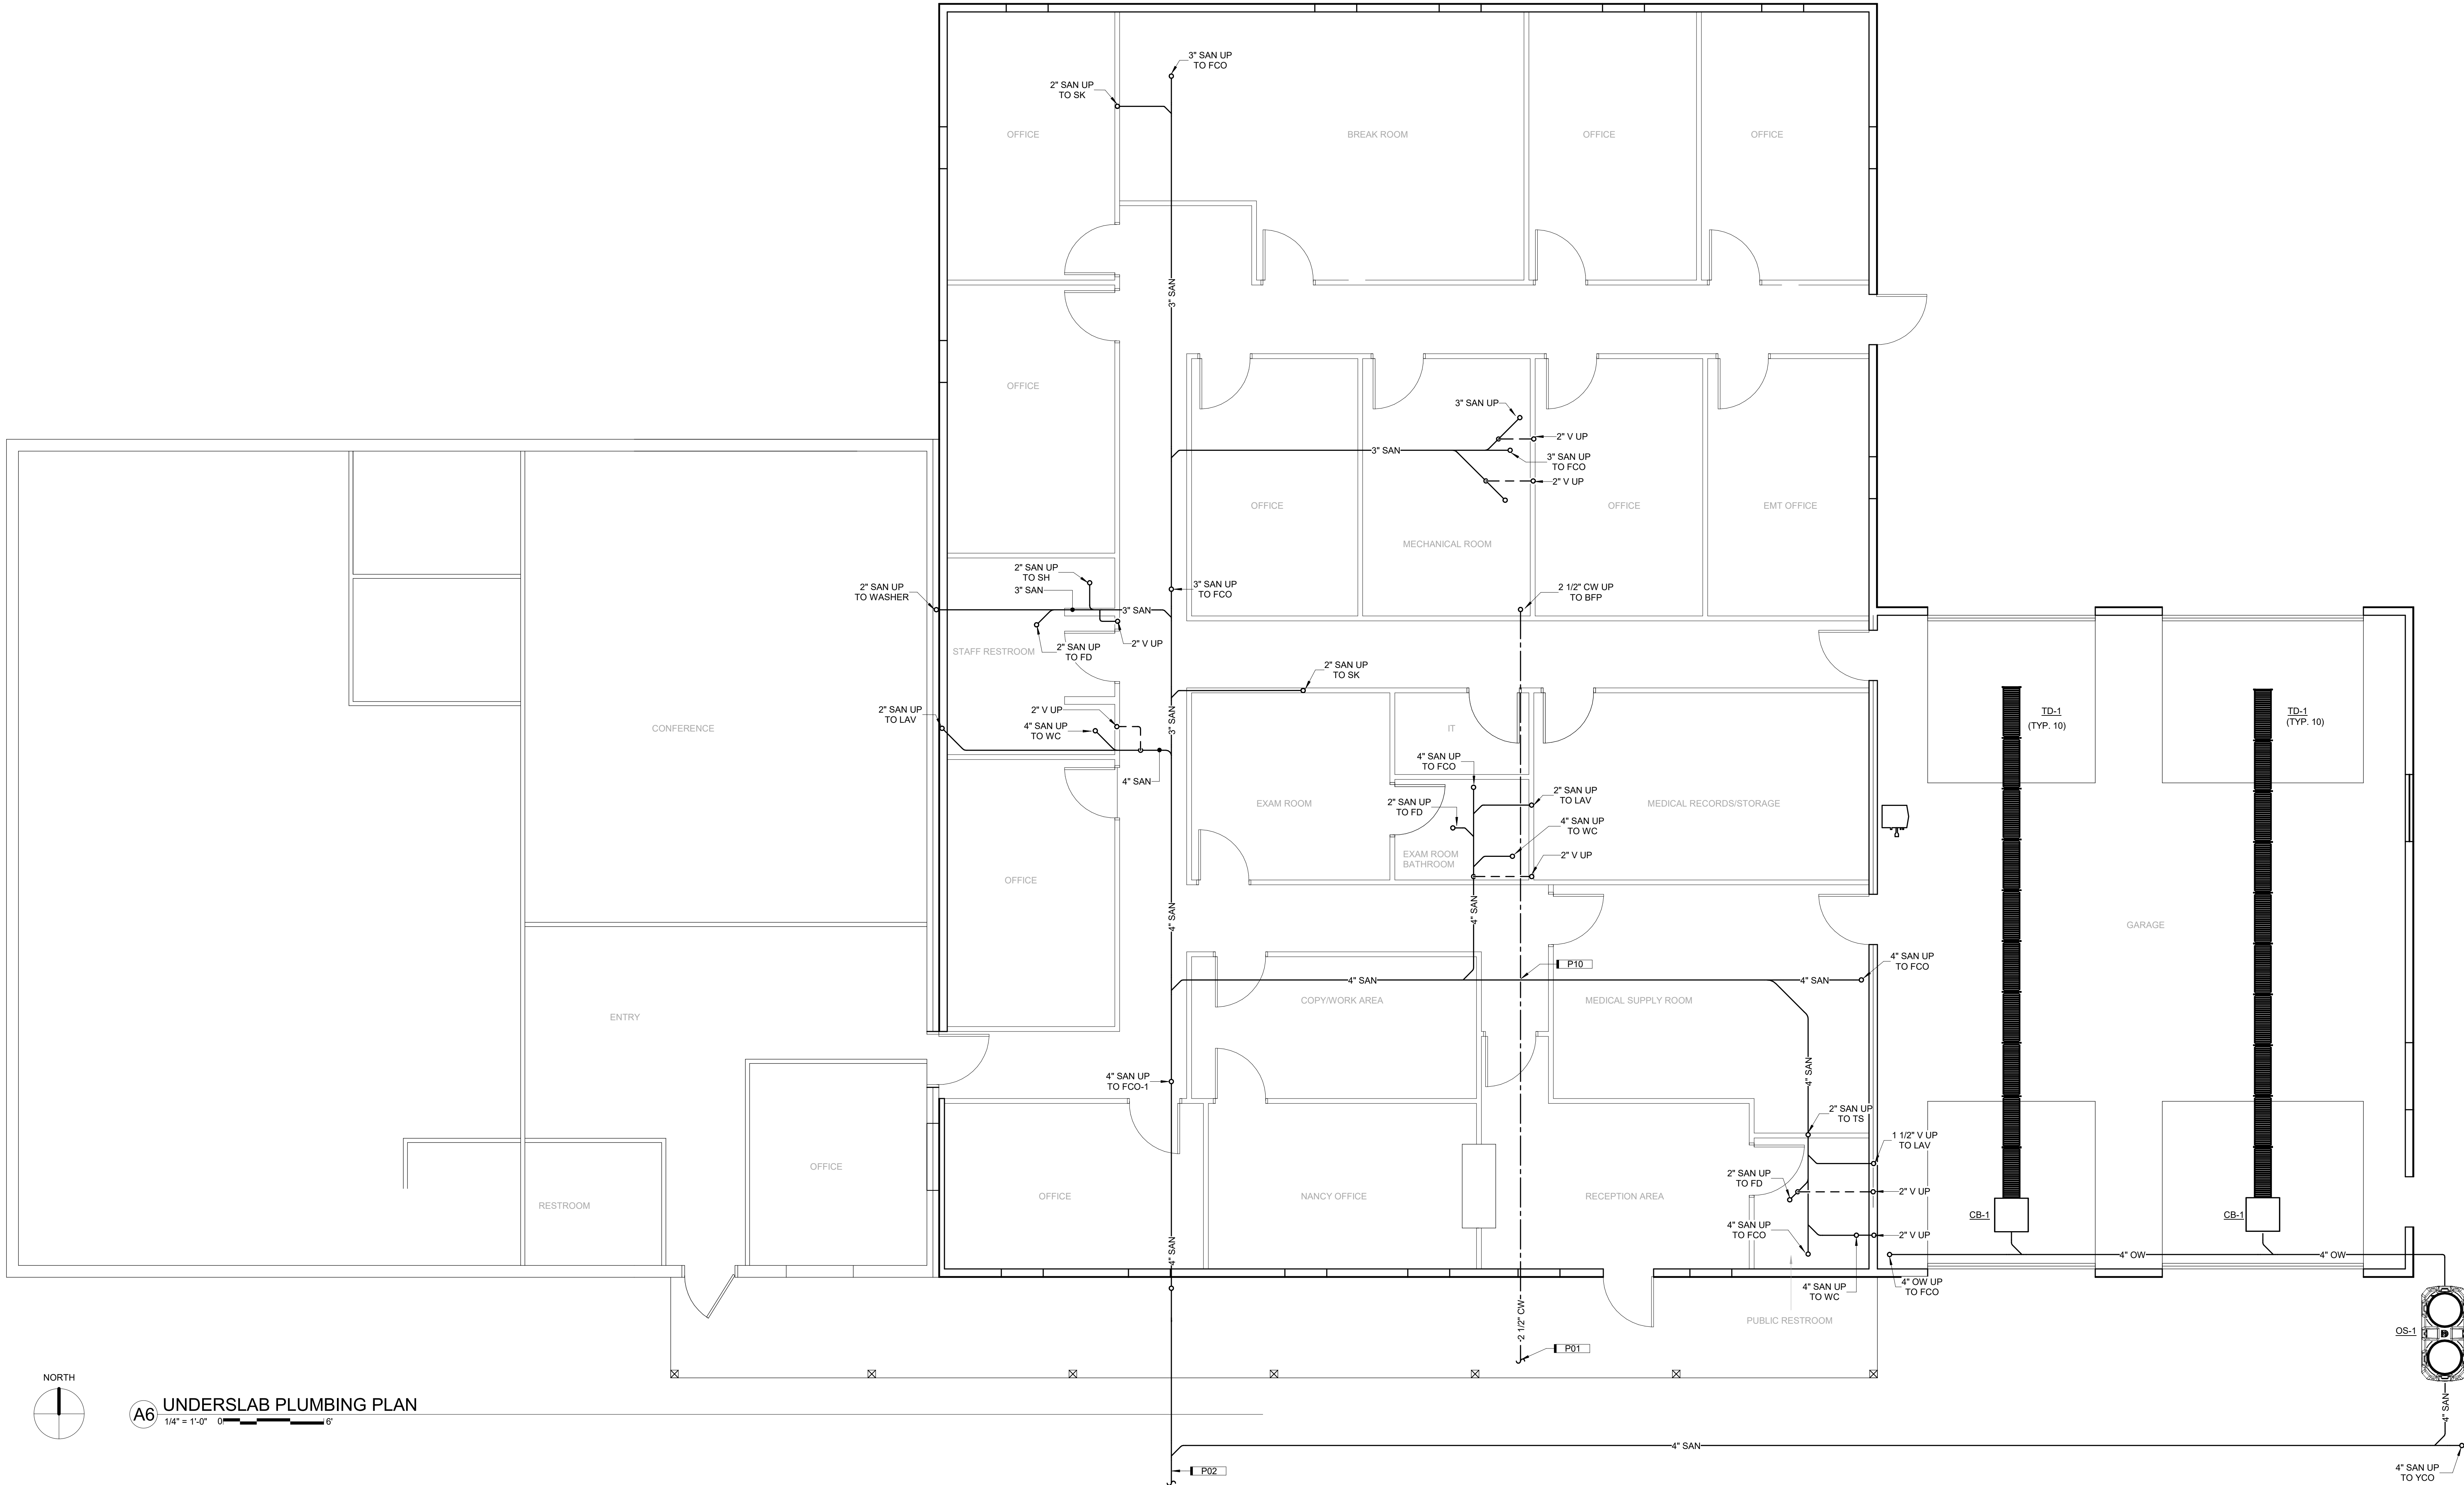 3" SAN UP
TO FCO
2" SAN UP
TO SK
OFFICE
BREAK ROOM
OFFICE
OFFICE
3" SAN
OFFICE
3" SAN UP
2" V UP
3" SAN
3" SAN UP
TO FCO
2" V UP
OFFICE
OFFICE
EMT OFFICE
MECHANICAL ROOM
2" SAN UP
TO SH
3" SAN
2" SAN UP
TO WASHER
3" SAN UP
TO FCO
2 1/2" CW UP
TO BFP
3" SAN
2" V UP
STAFF RESTROOM
2" SAN UP
TO FD
2" SAN UP
TO SK
2" SAN UP
TO LAV
2" V UP
4" SAN UP
TO WC
3" SAN
CONFERENCE
IT
TD-1
(TYP. 10)
TD-1
(TYP. 10)
4" SAN UP
TO FCO
4" SAN
2" SAN UP
TO LAV
EXAM ROOM
2" SAN UP
TO FD
MEDICAL RECORDS/STORAGE
4" SAN UP
TO WC
EXAM ROOM
BATHROOM
2" V UP
OFFICE
4" SAN
4" SAN
GARAGE
P10
4" SAN UP
TO FCO
4" SAN
4" SAN
COPY/WORK AREA
MEDICAL SUPPLY ROOM
ENTRY
4" SAN UP
TO FCO-1
4" SAN
2" SAN UP
TO TS
1 1/2" V UP
TO LAV
OFFICE
2" SAN UP
TO FD
2" V UP
RESTROOM
OFFICE
NANCY OFFICE
RECEPTION AREA
CB-1
CB-1
4" SAN UP
TO FCO
2" V UP
4" SAN
4" OW
4" OW
4" SAN UP
TO WC
4" OW UP
TO FCO
2 1/2" CW
PUBLIC RESTROOM
OS-1
P01
NORTH
A6
UNDERSLAB PLUMBING PLAN
1/4" = 1'-0"
0
6'
4" SAN
4" SAN
P02
4" SAN UP
TO YCO